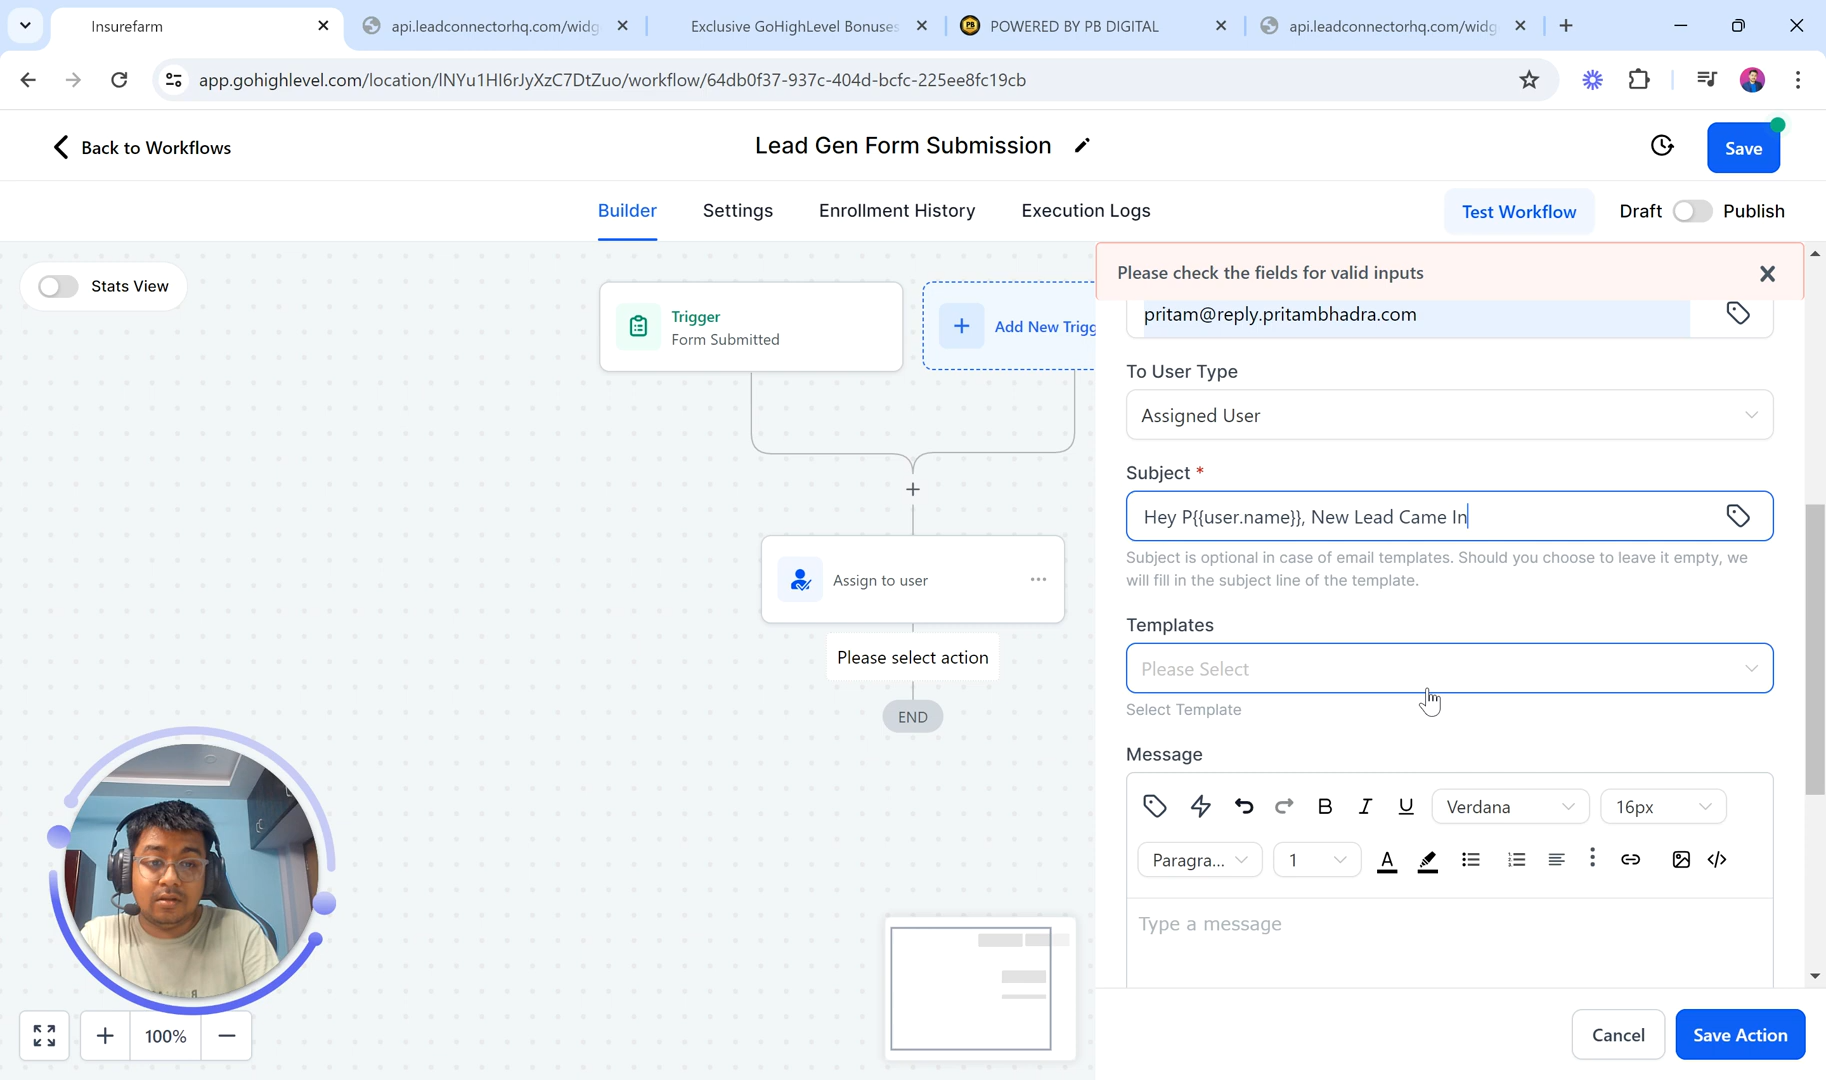 Insurefarm
api.leadconnectorhq.com/widg
Exclusive GoHighLevel Bonuses
POWERED BY PB DIGITAL
api.leadconnectorhq.com/widg
app.gohighlevel.com/location/INYu1HI6rJyXzC7DtZuo/workflow/64db0f37-937c-404d-bcfc-225ee8fc19cb
Back to Workflows
Lead Gen Form Submission
Save
Builder
Settings
Enrollment History
Execution Logs
Test Workflow
Draft
Publish
Stats View
Trigger
Form Submitted
Add New Trigg
Assign to user
Please select action
END
100%
Please check the fields for valid inputs
pritam@reply.pritambhadra.com
To User Type
Assigned User
Subject *
Hey P{{user.name}}, New Lead Came In
Subject is optional in case of email templates. Should you choose to leave it empty, we
will fill in the subject line of the template.
Templates
Please Select
Select Template
Message
Verdana
16px
Paragra...
1
Type a message
Cancel
Save Action